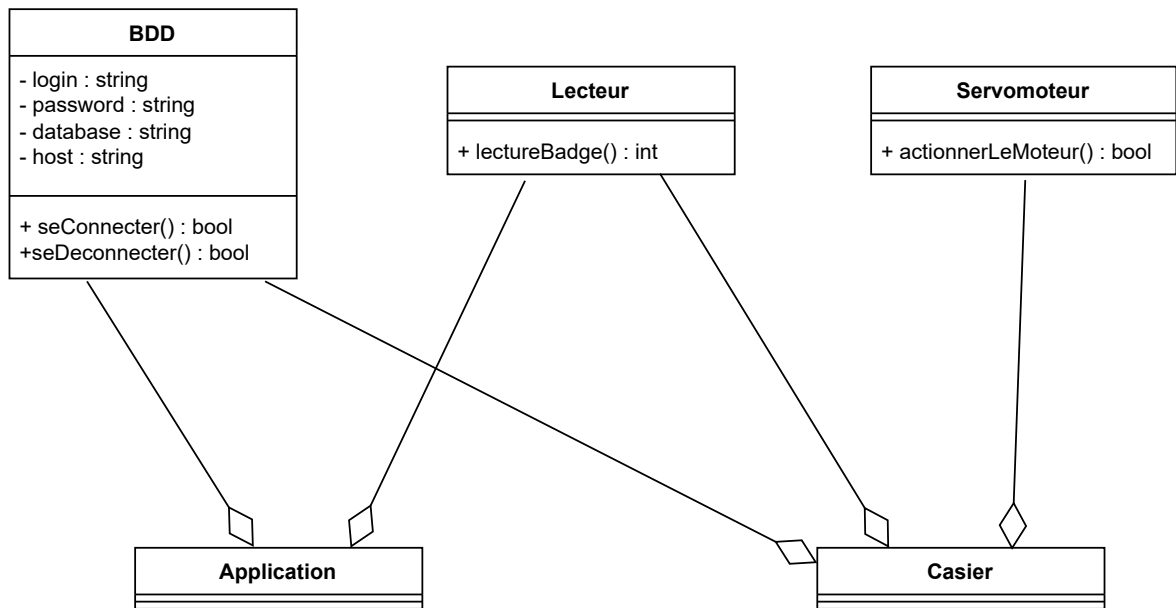 BDD
- login : string
- password : string
- database : string
- host : string
+ seConnecter() : bool
+seDeconnecter() : bool
Lecteur
+ lectureBadge() : int
Servomoteur
+ actionnerLeMoteur() : bool
Application
Casier